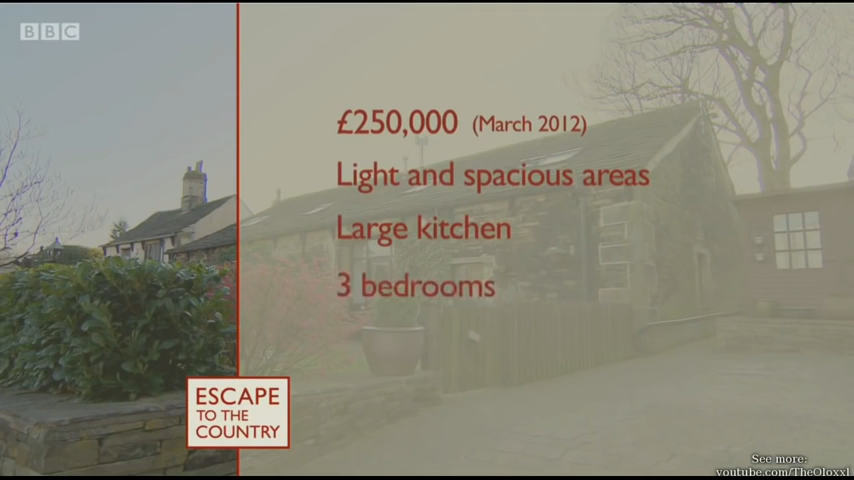 BBC
£250,000 (March 2012)
Light and spacious areas
Large kitchen
3 bedrooms
ESCAPE
TO THE
COUNTRY
See more:
youtube.com/TheOloxxl